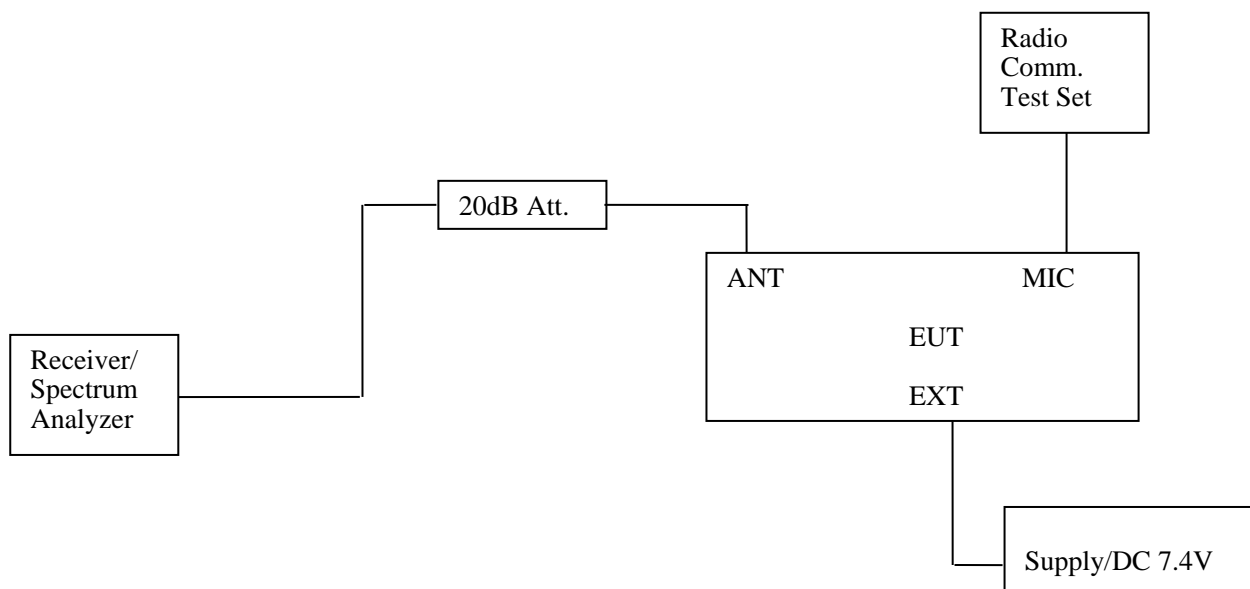 Radio
Comm.
Test Set
20dB Att.
ANT
MIC
EUT
EXT
Receiver/
Spectrum
Analyzer
Supply/DC 7.4V